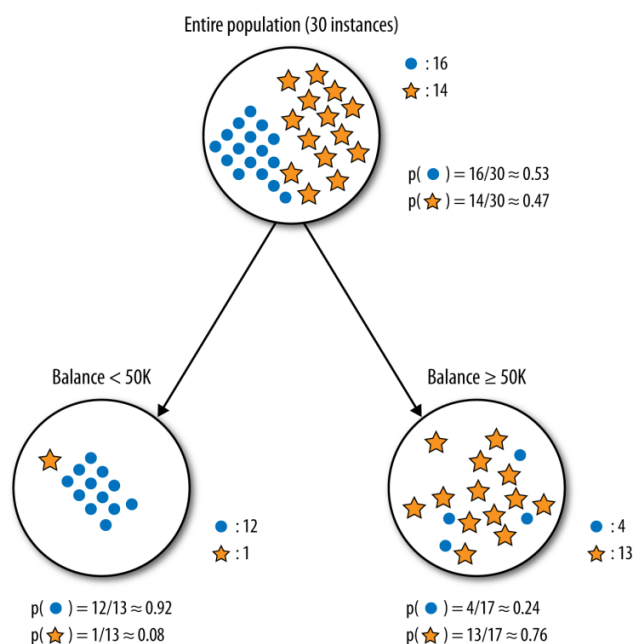 Entire population (30 instances)
: 16
: 14
p( ) = 16/30 ≈ 0.53
p( ) = 14/30 ≈ 0.47
Balance < 50K
: 12
: 1
p( ) = 12/13 ≈ 0.92
p( ) = 1/13 ≈ 0.08
Balance ≥ 50K
: 4
: 13
p( ) = 4/17 ≈ 0.24
p( ) = 13/17 ≈ 0.76